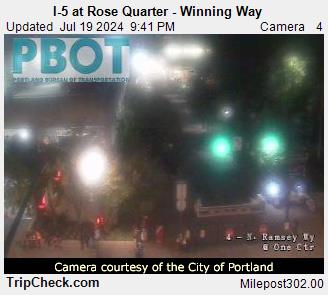 I-5 at Rose Quarter - Winning Way
Updated Jul 19 2024 9:41 PM Camera 4
PBOT
PORTLAND BUREAU OF TRANSPORTATION
4 - N. Ramsey Wy
@ One Ctr
Camera courtesy of the City of Portland
TripCheck.com Milepost302.00